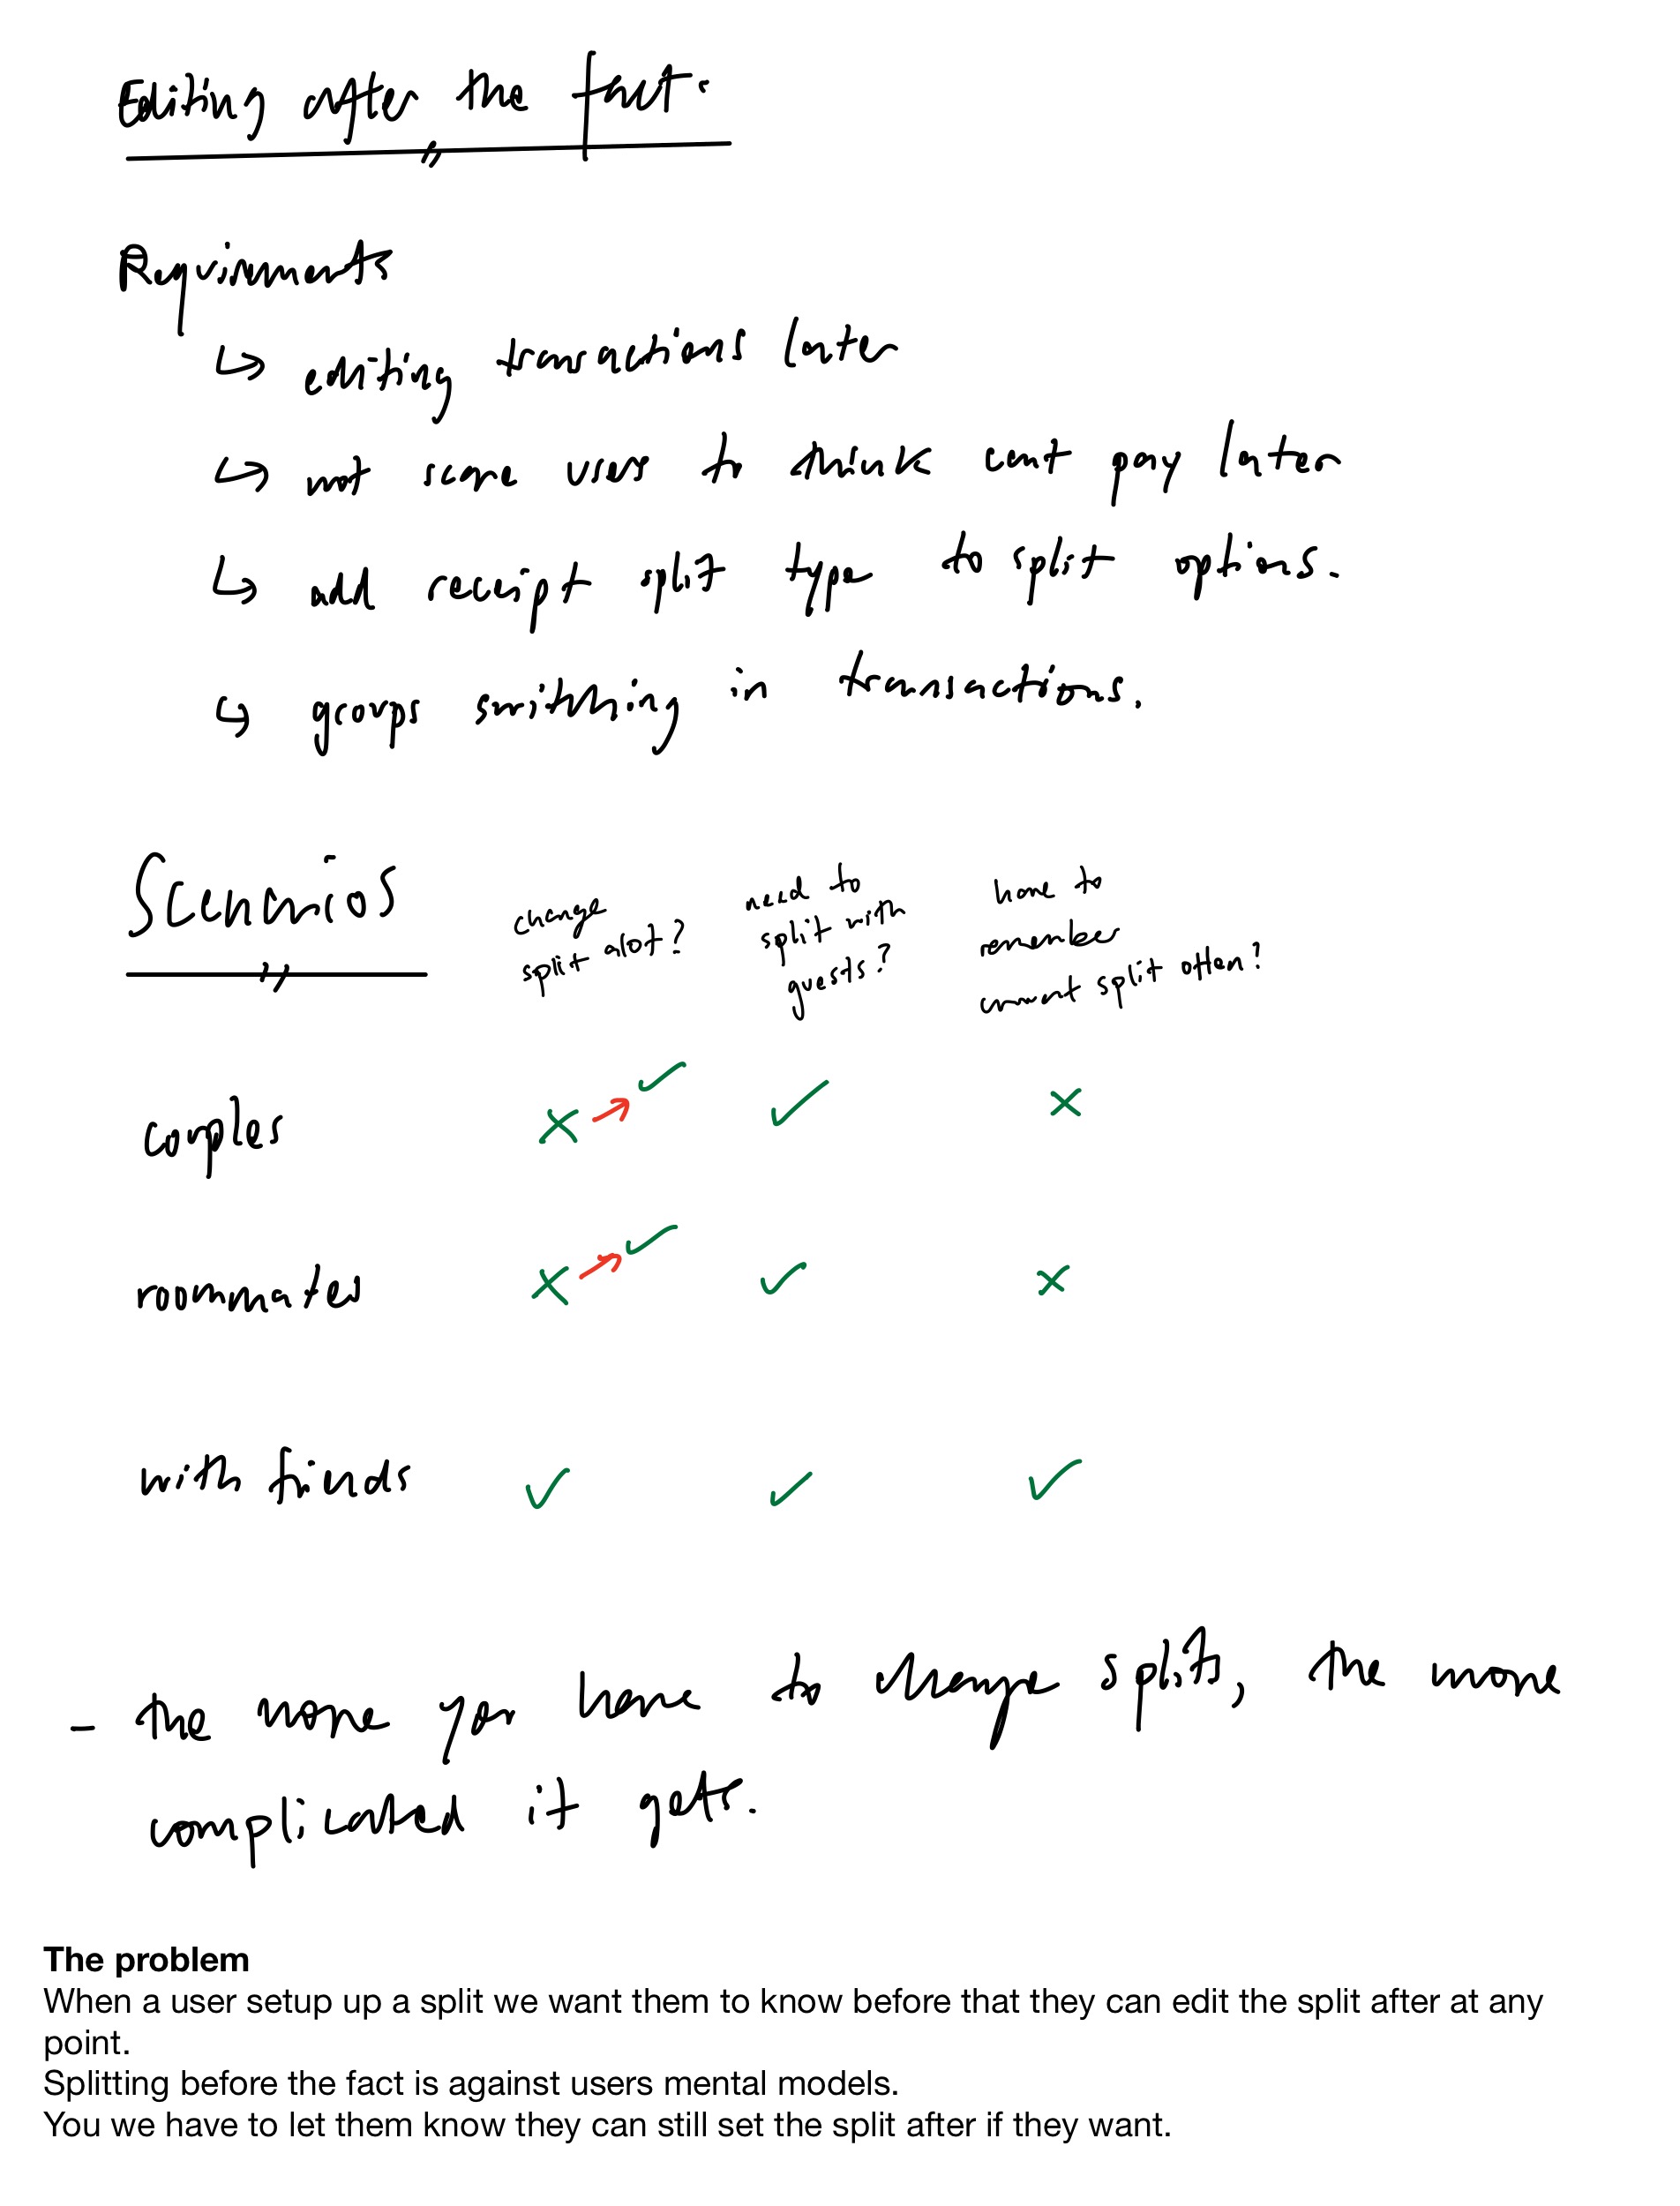 Editing after the fact.
Requirments
↳ editing transactions later
↳ not scare users to think cant pay later
↳ add reciept split type to split options.
↳ groups swithing in transactions.
Scenarios
change
split alot?
need to
split with
guests?
have to
remember
current split often?
couples
roommates
with friends
- the more you have to change splits, the more
complicated it gets.
The problem
When a user setup up a split we want them to know before that they can edit the split after at any
point.
Splitting before the fact is against users mental models.
You we have to let them know they can still set the split after if they want.